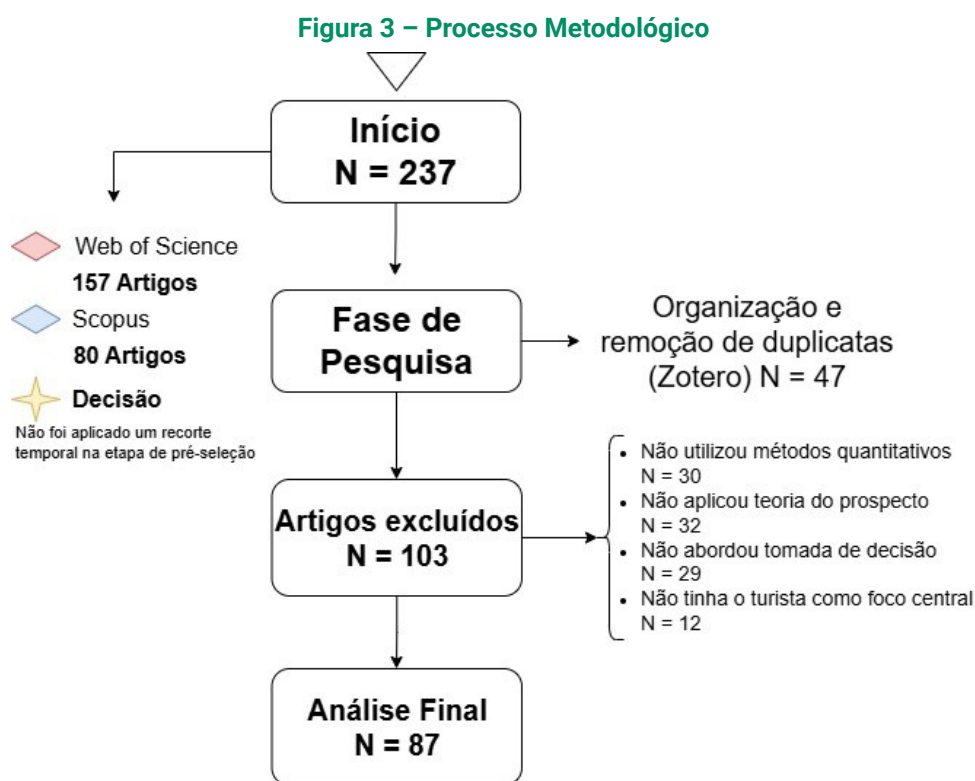 Figura 3 – Processo Metodológico
Início
N = 237
Web of Science
157 Artigos
Scopus
80 Artigos
Decisão
Não foi aplicado um recorte
temporal na etapa de pré-seleção
Fase de
Pesquisa
Organização e
remoção de duplicatas
(Zotero) N = 47
Artigos excluídos
N = 103
• Não utilizou métodos quantitativos
N = 30
• Não aplicou teoria do prospecto
N = 32
• Não abordou tomada de decisão
N = 29
• Não tinha o turista como foco central
N = 12
Análise Final
N = 87